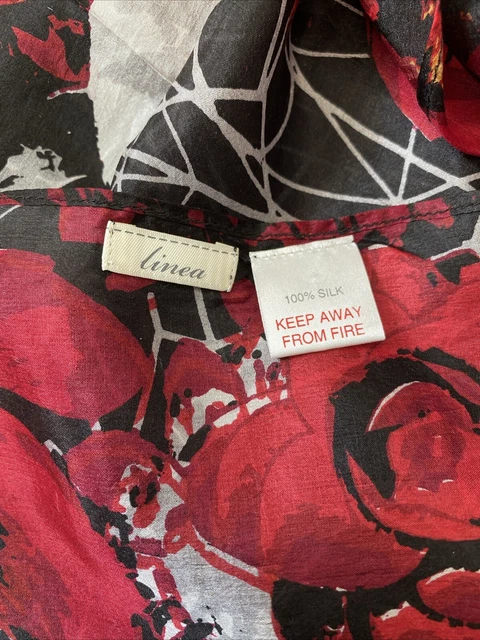 linea
100% SILK
KEEP AWAY
FROM FIRE